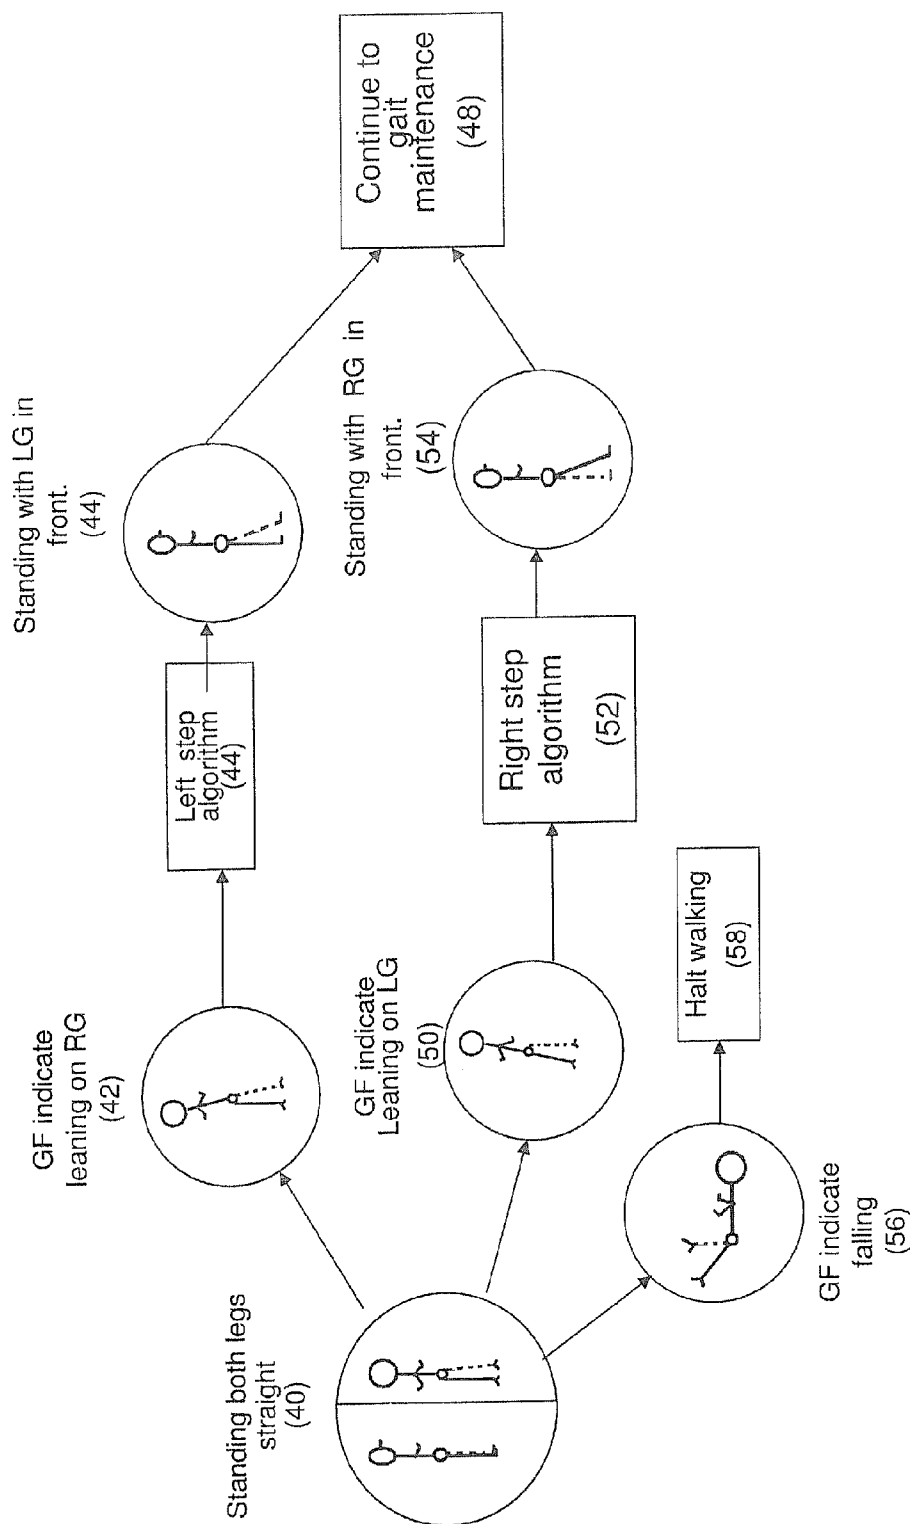 Standing both legs
straight
(40)
GF indicate
leaning on RG
(42)
Left step
algorithm
(44)
Standing with LG in
front.
(44)
GF indicate
Leaning on LG
(50)
Right step
algorithm
(52)
Standing with RG in
front.
(54)
Continue to
gait
maintenance
(48)
GF indicate
falling
(56)
Halt walking
(58)